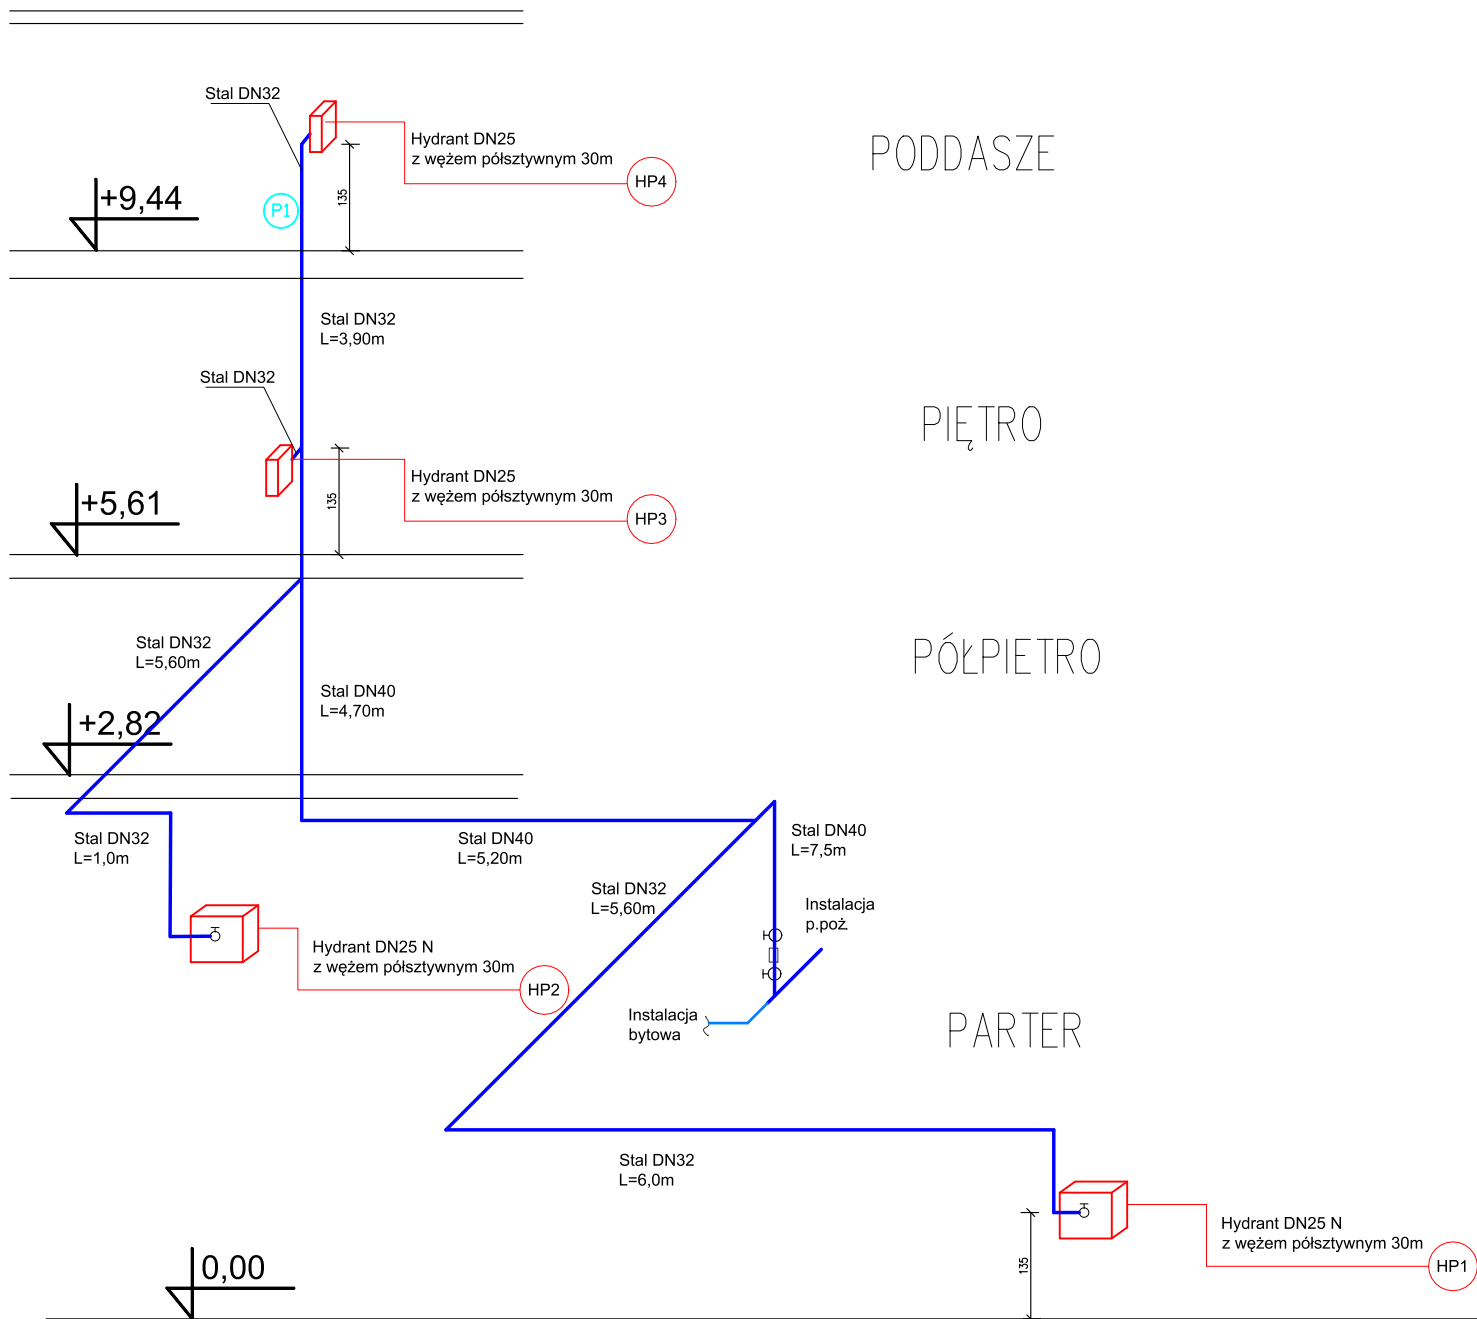 Stal DN32
Hydrant DN25
z wężem półsztywnym 30m
HP4
PODDASZE
+9,44
P1
135
Stal DN32
L=3,90m
Stal DN32
PIĘTRO
Hydrant DN25
z wężem półsztywnym 30m
HP3
+5,61
135
Stal DN32
L=5,60m
PÓŁPIETRO
Stal DN40
L=4,70m
+2,82
Stal DN32
L=1,0m
Stal DN40
L=5,20m
Stal DN40
L=7,5m
Stal DN32
L=5,60m
Instalacja
p.poż.
Hydrant DN25 N
z wężem półsztywnym 30m
HP2
Instalacja
bytowa
PARTER
Stal DN32
L=6,0m
Hydrant DN25 N
z wężem półsztywnym 30m
HP1
135
0,00